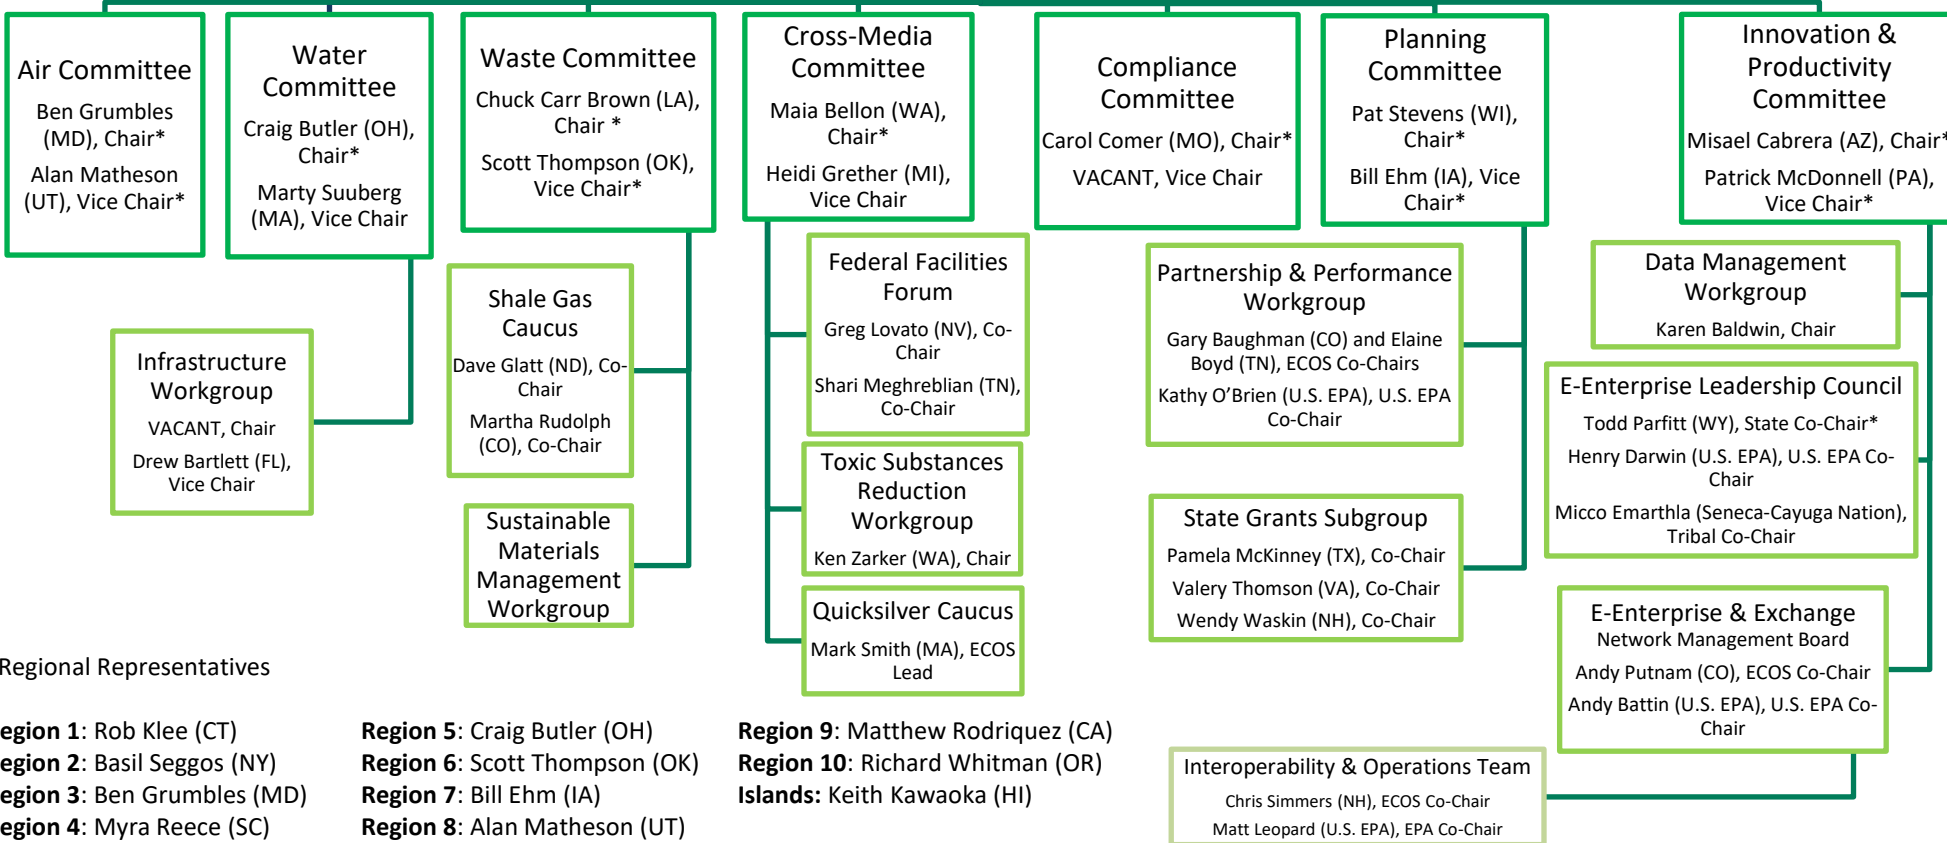 Air Committee
Ben Grumbles
(MD), Chair*
Alan Matheson
(UT), Vice Chair*
Water
Committee
Craig Butler (OH),
Chair*
Marty Suuberg
(MA), Vice Chair
Infrastructure
Workgroup
VACANT, Chair
Drew Bartlett (FL),
Vice Chair
Waste Committee
Chuck Carr Brown (LA),
Chair *
Scott Thompson (OK),
Vice Chair*
Shale Gas
Caucus
Dave Glatt (ND), Co-
Chair
Martha Rudolph
(CO), Co-Chair
Sustainable
Materials
Management
Workgroup
Cross-Media
Committee
Maia Bellon (WA),
Chair*
Heidi Grether (MI),
Vice Chair
Federal Facilities
Forum
Greg Lovato (NV), Co-
Chair
Shari Meghreblian (TN),
Co-Chair
Toxic Substances
Reduction
Workgroup
Ken Zarker (WA), Chair
Quicksilver Caucus
Mark Smith (MA), ECOS
Lead
Compliance
Committee
Carol Comer (MO), Chair*
VACANT, Vice Chair
Planning
Committee
Pat Stevens (WI),
Chair*
Bill Ehm (IA), Vice
Chair*
Partnership & Performance
Workgroup
Gary Baughman (CO) and Elaine
Boyd (TN), ECOS Co-Chairs
Kathy O’Brien (U.S. EPA), U.S. EPA
Co-Chair
State Grants Subgroup
Pamela McKinney (TX), Co-Chair
Valery Thomson (VA), Co-Chair
Wendy Waskin (NH), Co-Chair
Innovation &
Productivity
Committee
Misael Cabrera (AZ), Chair*
Patrick McDonnell (PA),
Vice Chair*
Data Management
Workgroup
Karen Baldwin, Chair
E-Enterprise Leadership Council
Todd Parfitt (WY), State Co-Chair*
Henry Darwin (U.S. EPA), U.S. EPA Co-
Chair
Micco Emarthla (Seneca-Cayuga Nation),
Tribal Co-Chair
E-Enterprise & Exchange
Network Management Board
Andy Putnam (CO), ECOS Co-Chair
Andy Battin (U.S. EPA), U.S. EPA Co-
Chair
Interoperability & Operations Team
Chris Simmers (NH), ECOS Co-Chair
Matt Leopard (U.S. EPA), EPA Co-Chair
Regional Representatives
egion 1: Rob Klee (CT)
egion 2: Basil Seggos (NY)
egion 3: Ben Grumbles (MD)
egion 4: Myra Reece (SC)
Region 5: Craig Butler (OH)
Region 6: Scott Thompson (OK)
Region 7: Bill Ehm (IA)
Region 8: Alan Matheson (UT)
Region 9: Matthew Rodriquez (CA)
Region 10: Richard Whitman (OR)
Islands: Keith Kawaoka (HI)